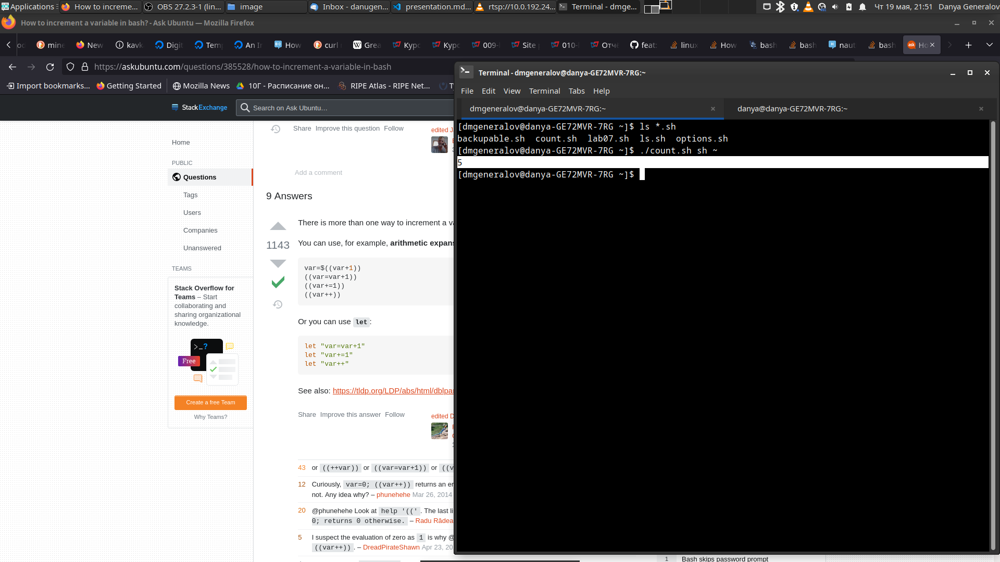 Applications
How to increme...
OBS 27.2.3-1 (lin...
image
Inbox - danugen...
presentation.md...
rtsp://10.0.192.24...
Terminal - dmge...
Чт 19 мая, 21:51
Danya Generalov
How to increment a variable in bash? - Ask Ubuntu — Mozilla Firefox
mine
New
kavk
Digit
Tem
An I
How
curl
Grea
Курс
Курс
009-
Site
010-
Отч
feat:
linux
How
bash
bash
naut
bash
Ho
https://askubuntu.com/questions/385528/how-to-increment-a-variable-in-bash
Import bookmarks...
Getting Started
Mozilla News
10Г - Расписание он...
RIPE Atlas - RIPE Net...
StackExchange
Search on Ask Ubuntu…
Home
PUBLIC
Questions
Tags
Users
Companies
Unanswered
TEAMS
Stack Overflow for
Teams – Start
collaborating and
sharing organizational
knowledge.
>_?
Free
Create a free Team
Why Teams?
Share Improve this question Follow
edited Ja
Add a comment
9 Answers
1143
There is more than one way to increment a va
You can use, for example, arithmetic expans
var=$((var+1))
((var=var+1))
((var+=1))
((var++))
Or you can use let:
let "var=var+1"
let "var+=1"
let "var++"
See also: https://tldp.org/LDP/abs/html/dblpar
Share Improve this answer Follow
edited D
43 or ((++var)) or ((var=var+1)) or ((v
12 Curiously, var=0; ((var++)) returns an er
not. Any idea why? – phunehehe Mar 26, 2014
20 @phunehehe Look at help '(('. The last li
0; returns 0 otherwise. – Radu Rădea
5 I suspect the evaluation of zero as 1 is why @
((var++)). – DreadPirateShawn Apr 23, 20
Terminal - dmgeneralov@danya-GE72MVR-7RG:~
File Edit View Terminal Tabs Help
dmgeneralov@danya-GE72MVR-7RG:~
danya@danya-GE72MVR-7RG:~
[dmgeneralov@danya-GE72MVR-7RG ~]$ ls *.sh
backupable.sh count.sh lab07.sh ls.sh options.sh
[dmgeneralov@danya-GE72MVR-7RG ~]$ ./count.sh sh ~
5
[dmgeneralov@danya-GE72MVR-7RG ~]$
1 Bash skips password prompt